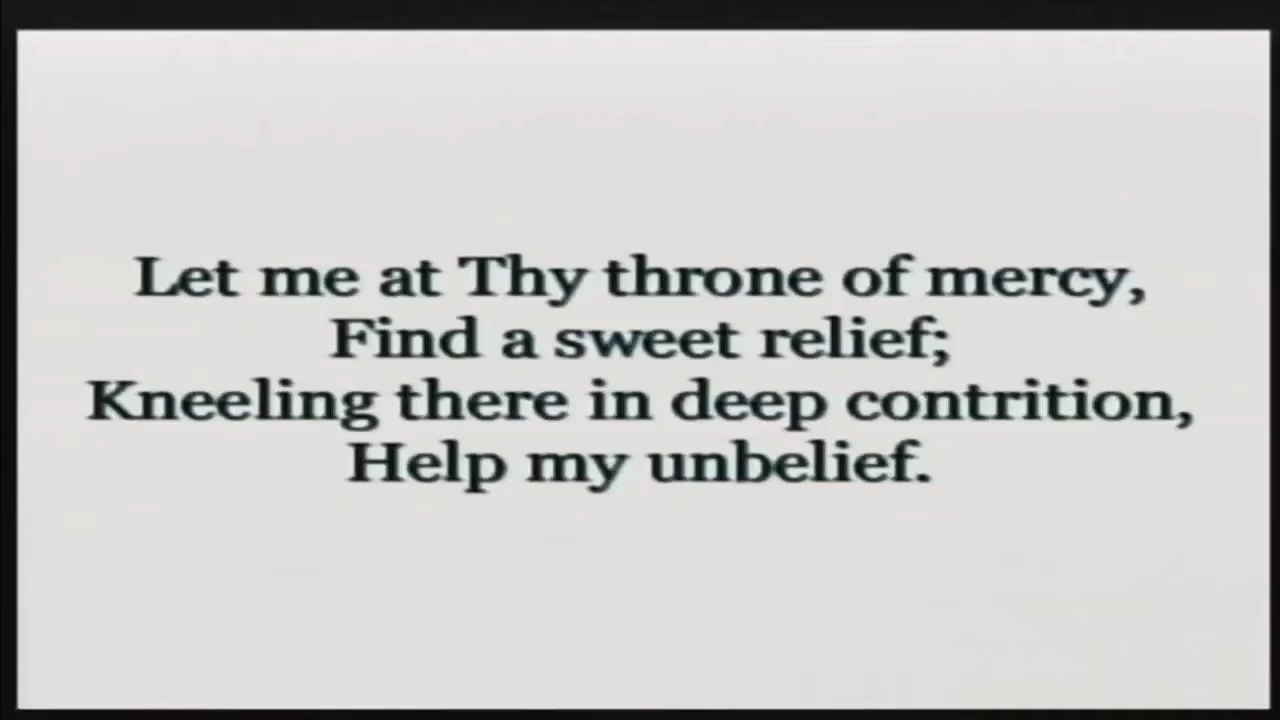 Let me at Thy throne of mercy,
Find a sweet relief;
Kneeling there in deep contrition,
Help my unbelief.